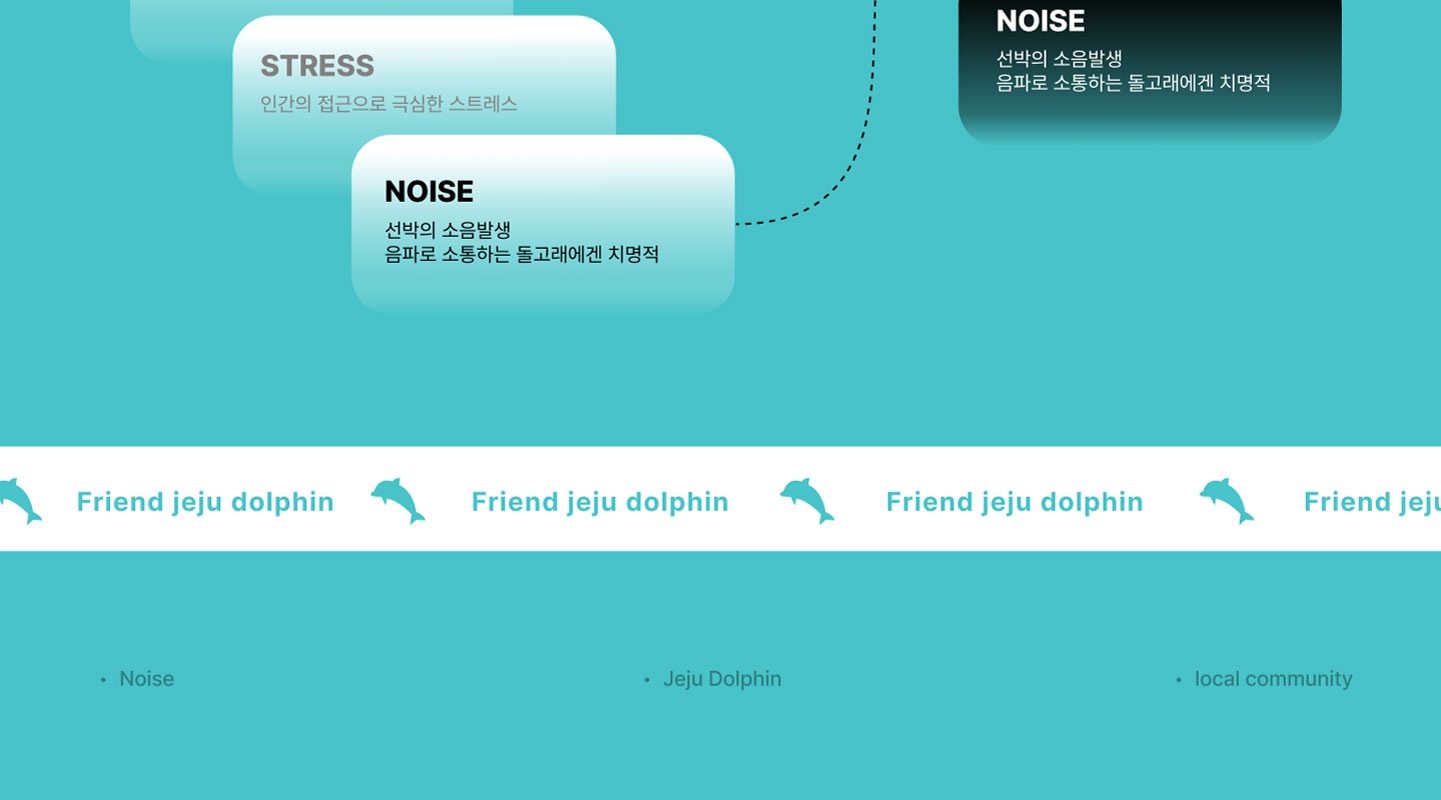 STRESS
인간의 접근으로 극심한 스트레스
NOISE
선박의 소음발생
음파로 소통하는 돌고래에겐 치명적
NOISE
선박의 소음발생
음파로 소통하는 돌고래에겐 치명적
Friend jeju dolphin Friend jeju dolphin Friend jeju dolphin Friend jeju
• Noise • Jeju Dolphin • local community